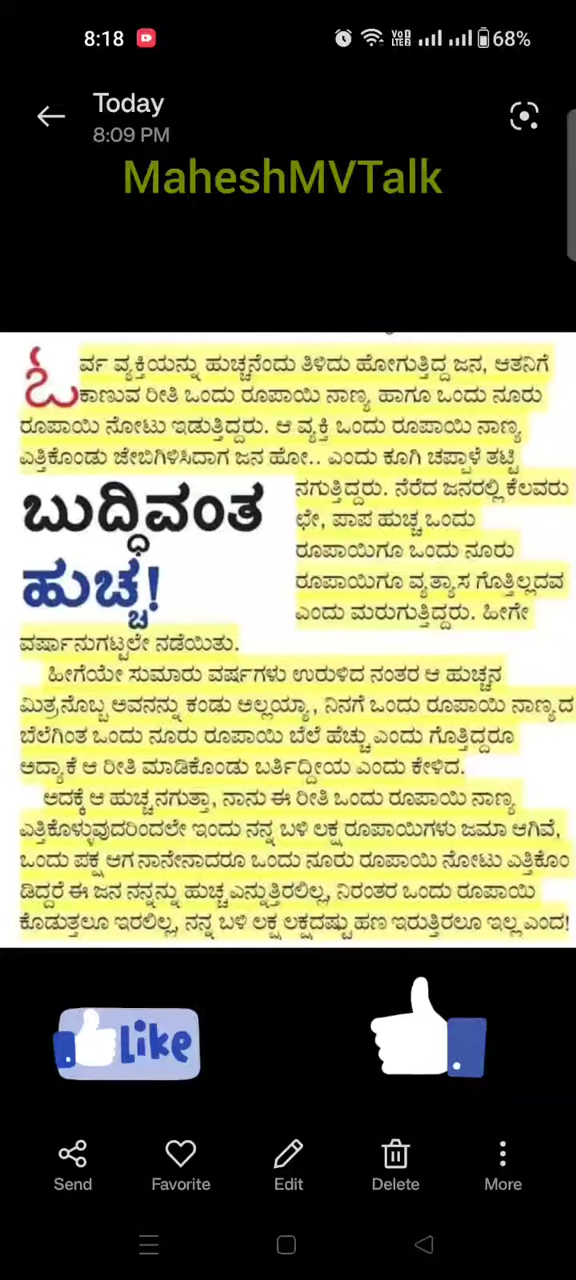 8:18
VoD LTE2 68%
Today
8:09 PM
MaheshMVTalk
ಓರ್ವ ವ್ಯಕ್ತಿಯನ್ನು ಹುಚ್ಚನೆಂದು ತಿಳಿದು ಹೋಗುತ್ತಿದ್ದ ಜನ, ಆತನಿಗೆ
ಕಾಣುವ ರೀತಿ ಒಂದು ರೂಪಾಯಿ ನಾಣ್ಯ ಹಾಗೂ ಒಂದು ನೂರು
ರೂಪಾಯಿ ನೋಟು ಇಡುತ್ತಿದ್ದರು. ಆ ವ್ಯಕ್ತಿ ಒಂದು ರೂಪಾಯಿ ನಾಣ್ಯ
ಎತ್ತಿಕೊಂಡು ಜೇಬಿಗಿಳಿಸಿದಾಗ ಜನ ಹೋ.. ಎಂದು ಕೂಗಿ ಚಪ್ಪಾಳೆ ತಟ್ಟಿ
ಬುದ್ಧಿವಂತ
ಹುಚ್ಚ!
ನಗುತ್ತಿದ್ದರು. ನೆರೆದ ಜನರಲ್ಲಿ ಕೆಲವರು
ಛೇ, ಪಾಪ ಹುಚ್ಚ ಒಂದು
ರೂಪಾಯಿಗೂ ಒಂದು ನೂರು
ರೂಪಾಯಿಗೂ ವ್ಯತ್ಯಾಸ ಗೊತ್ತಿಲ್ಲದವ
ಎಂದು ಮರುಗುತ್ತಿದ್ದರು. ಹೀಗೇ
ವರ್ಷಾನುಗಟ್ಟಲೇ ನಡೆಯಿತು.
ಹೀಗೆಯೇ ಸುಮಾರು ವರ್ಷಗಳು ಉರುಳಿದ ನಂತರ ಆ ಹುಚ್ಚನ
ಮಿತ್ರನೊಬ್ಬ ಅವನನ್ನು ಕಂಡು ಅಲ್ಲಯ್ಯಾ, ನಿನಗೆ ಒಂದು ರೂಪಾಯಿ ನಾಣ್ಯದ
ಬೆಲೆಗಿಂತ ಒಂದು ನೂರು ರೂಪಾಯಿ ಬೆಲೆ ಹೆಚ್ಚು ಎಂದು ಗೊತ್ತಿದ್ದರೂ
ಅದ್ಯಾಕೆ ಆ ರೀತಿ ಮಾಡಿಕೊಂಡು ಬರ್ತಿದ್ದೀಯ ಎಂದು ಕೇಳಿದ.
ಅದಕ್ಕೆ ಆ ಹುಚ್ಚ ನಗುತ್ತಾ, ನಾನು ಈ ರೀತಿ ಒಂದು ರೂಪಾಯಿ ನಾಣ್ಯ
ಎತ್ತಿಕೊಳ್ಳುವುದರಿಂದಲೇ ಇಂದು ನನ್ನ ಬಳಿ ಲಕ್ಷ ರೂಪಾಯಿಗಳು ಜಮಾ ಆಗಿವೆ,
ಒಂದು ಪಕ್ಷ ಆಗ ನಾನೇನಾದರೂ ಒಂದು ನೂರು ರೂಪಾಯಿ ನೋಟು ಎತ್ತಿಕೊಂ
ಡಿದ್ದರೆ ಈ ಜನ ನನ್ನನ್ನು ಹುಚ್ಚ ಎನ್ನುತ್ತಿರಲಿಲ್ಲ, ನಿರಂತರ ಒಂದು ರೂಪಾಯಿ
ಕೊಡುತ್ತಲೂ ಇರಲಿಲ್ಲ, ನನ್ನ ಬಳಿ ಲಕ್ಷ ಲಕ್ಷದಷ್ಟು ಹಣ ಇರುತ್ತಿರಲೂ ಇಲ್ಲ ಎಂದ!
Like
Send Favorite Edit Delete More